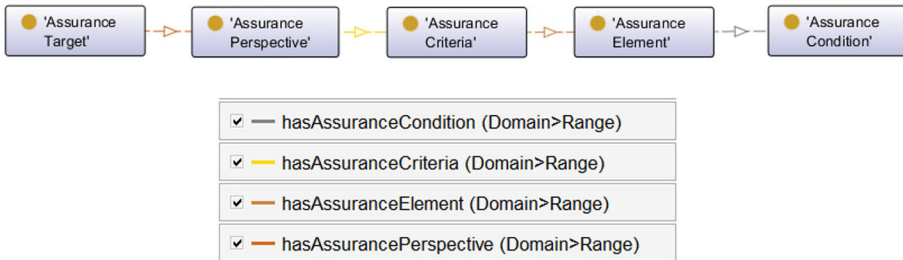 'Assurance
Target'
'Assurance
Perspective'
'Assurance
Criteria'
'Assurance
Element'
'Assurance
Condition'
hasAssuranceCondition (Domain>Range)
hasAssuranceCriteria (Domain>Range)
hasAssuranceElement (Domain>Range)
hasAssurancePerspective (Domain>Range)